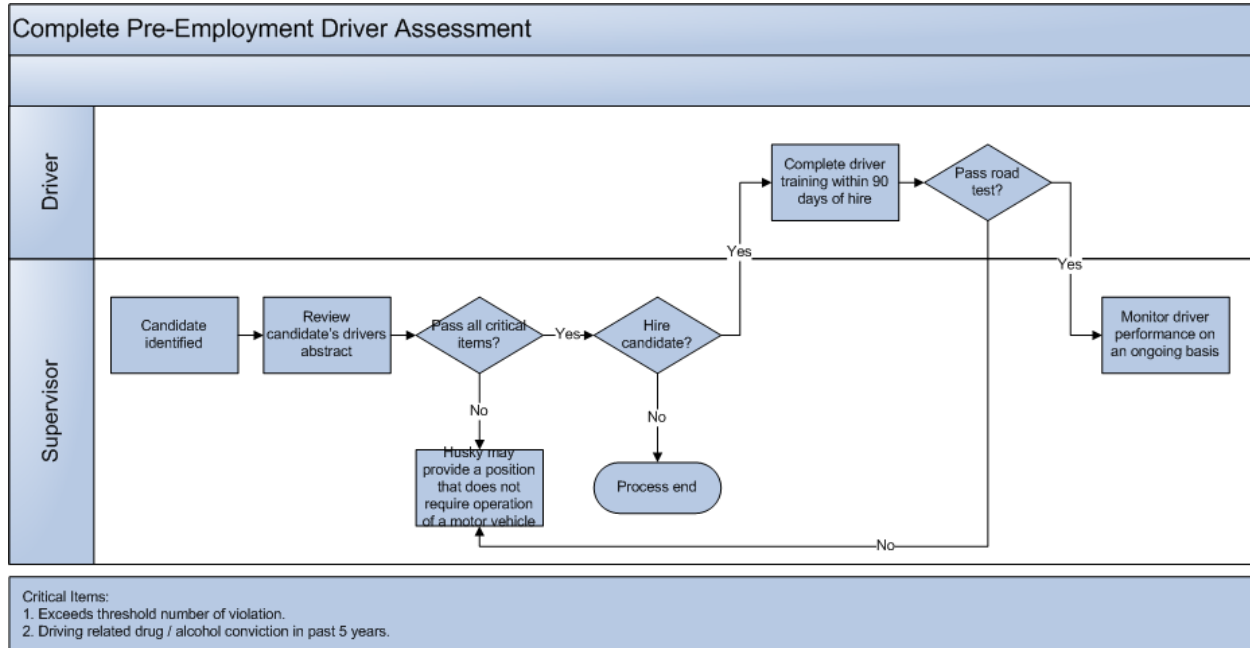 Complete Pre-Employment Driver Assessment
Driver
Complete driver
training within 90
days of hire
Pass road
test?
Yes
Yes
Supervisor
Candidate
identified
Review
candidate's drivers
abstract
Pass all critical
items?
Yes
Hire
candidate?
Monitor driver
performance on
an ongoing basis
No
No
Husky may
provide a position
that does not
require operation
of a motor vehicle
Process end
No
Critical Items:
1. Exceeds threshold number of violation.
2. Driving related drug / alcohol conviction in past 5 years.